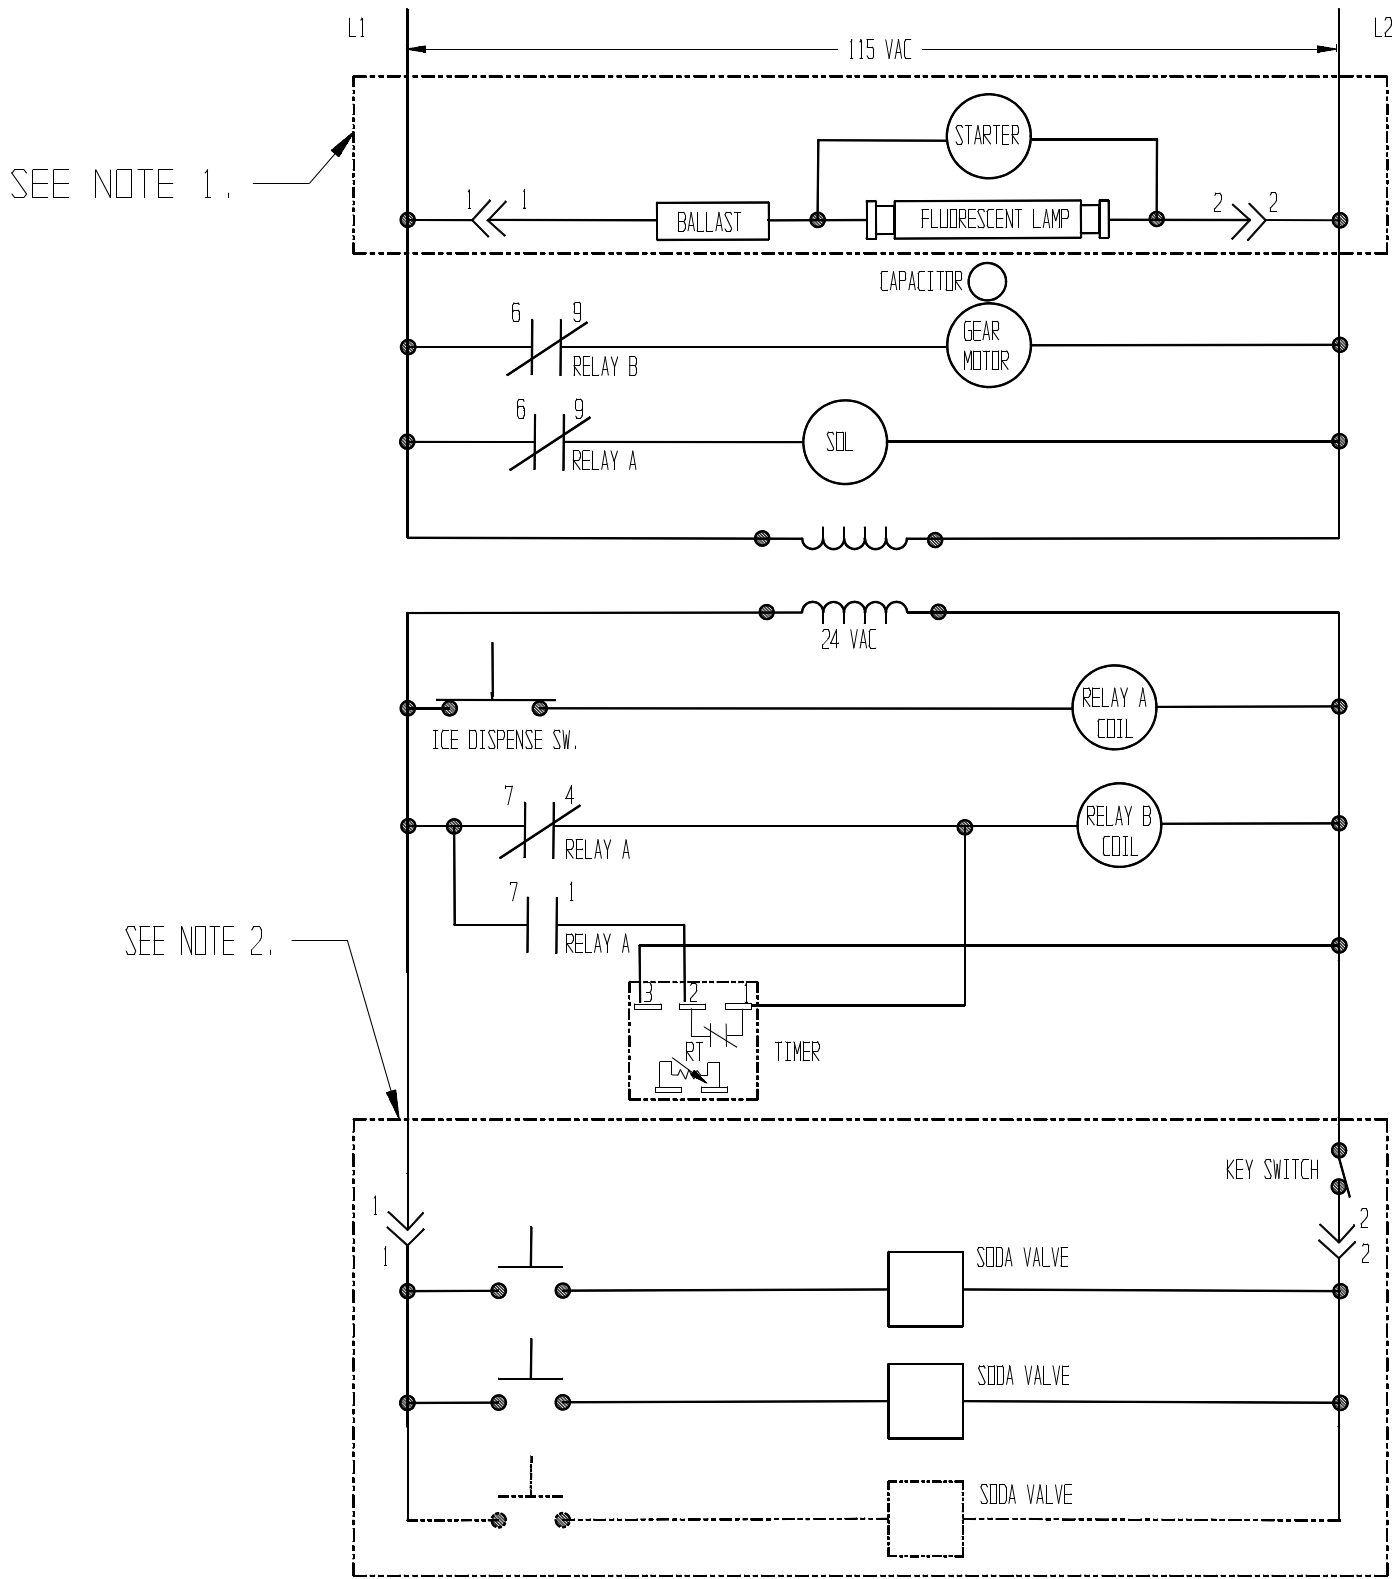 L1
L2
115 VAC
STARTER
SEE NOTE 1.
1 1
BALLAST
FLUORESCENT LAMP
2 2
CAPACITOR
6 9
GEAR
MOTOR
RELAY B
6 9
SOL
RELAY A
24 VAC
RELAY A
COIL
ICE DISPENSE SW.
7 4
RELAY B
COIL
RELAY A
7 1
SEE NOTE 2.
RELAY A
3 2 1
RT
TIMER
KEY SWITCH
1
1
2
2
SODA VALVE
SODA VALVE
SODA VALVE